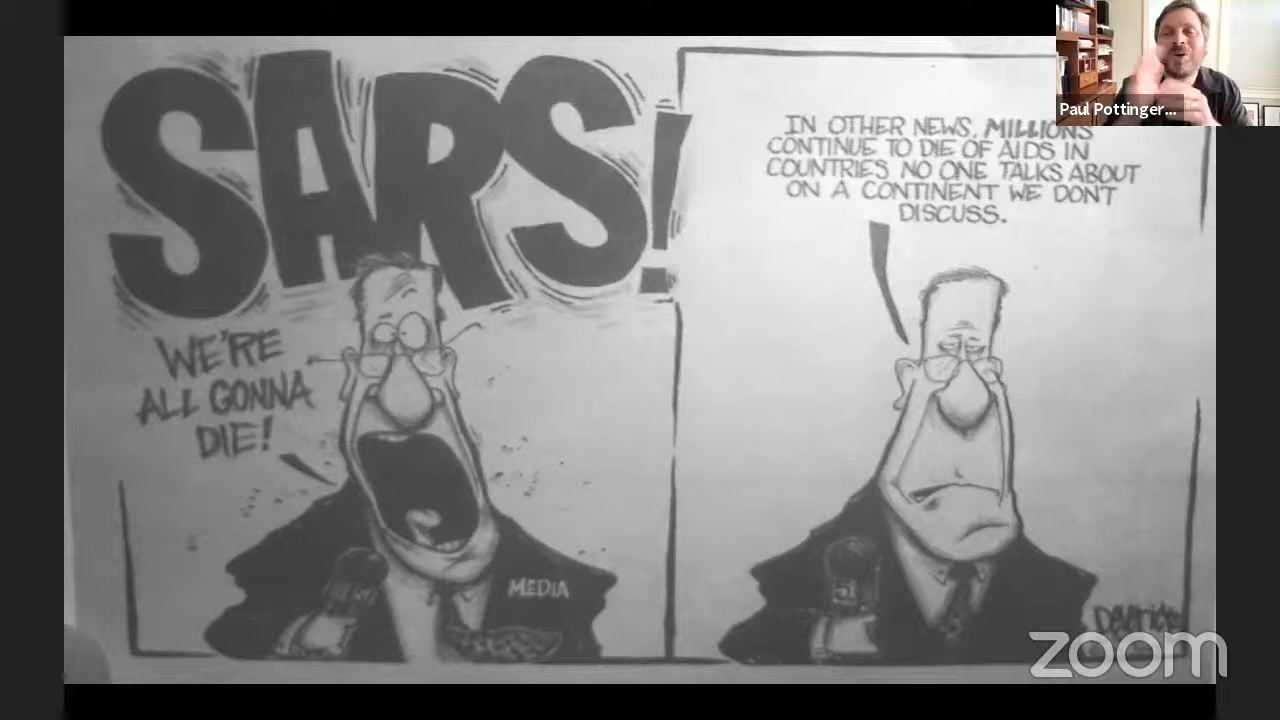 SARS!
WE'RE
ALL GONNA
DIE!
MEDIA
IN OTHER NEWS, MILLIONS
CONTINUE TO DIE OF AIDS IN
COUNTRIES NO ONE TALKS ABOUT
ON A CONTINENT WE DON'T
DISCUSS.
51
Paul Pottinger...
zoom